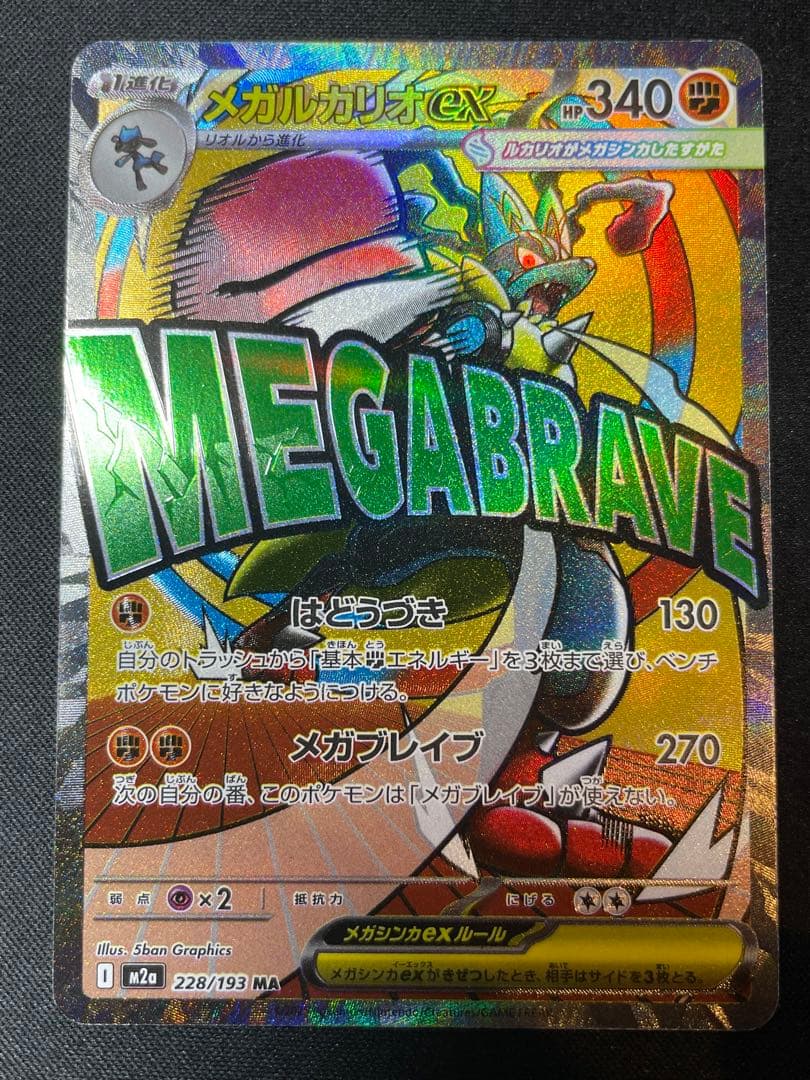 1進化
メガルカリオex
HP340
リオルから進化
ルカリオがメガシンカしたすがた
MEGABRAVE
はどうづき 130
自分のトラッシュから「基本エネルギー」を3枚まで選び、ベンチ
ポケモンに好きなようにつける。
メガブレイブ 270
次の自分の番、このポケモンは「メガブレイブ」が使えない。
弱点 ×2 抵抗力 にげる
Illus. 5ban Graphics
メガシンカexルール
メガシンカexがきぜつしたとき、相手はサイドを3枚とる。
I m2a 228/193 MA
/Nintendo/Creatures/GAME FREAK